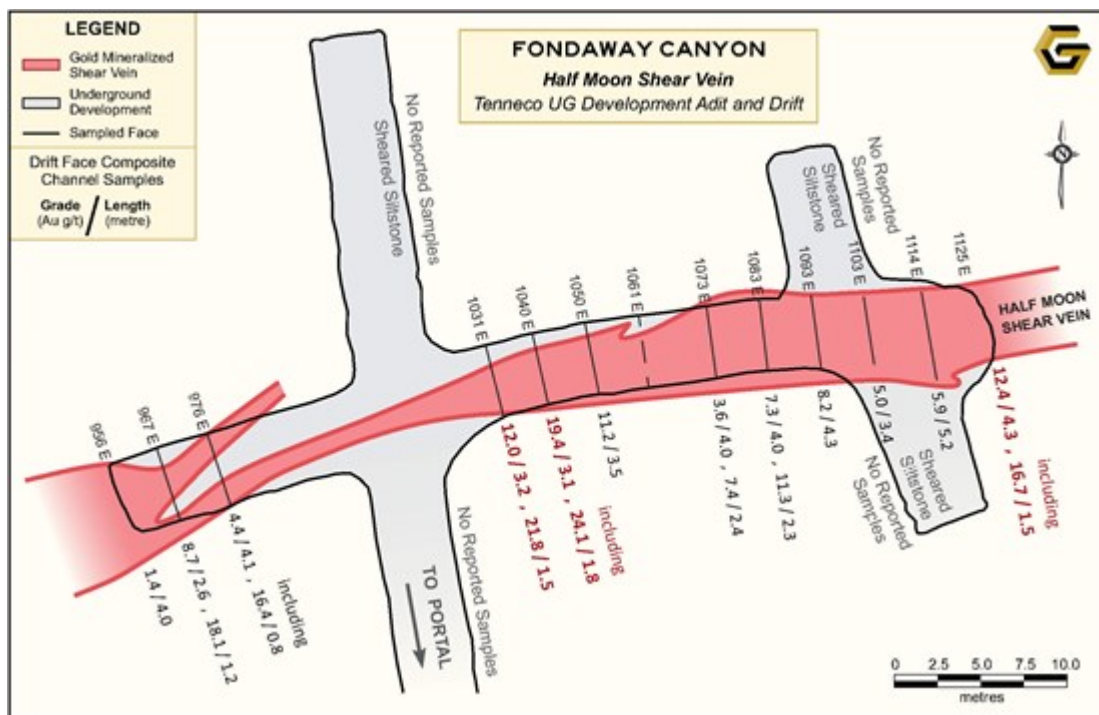 LEGEND
Gold Mineralized
Shear Vein
Underground
Development
Sampled Face
Drift Face Composite
Channel Samples
Grade / Length
(Au g/t) (metre)
FONDAWAY CANYON
Half Moon Shear Vein
Tenneco UG Development Adit and Drift
G
No Reported Samples
Sheared Siltstone
No Reported
Samples
Sheared
Siltstone
956 E
967 E
976 E
1031 E
1040 E
1050 E
1061 E
1073 E
1083 E
1093 E
1103 E
1114 E
1125 E
HALF MOON
SHEAR VEIN
1.4 / 4.0
8.7 / 2.6 , 18.1 / 1.2
4.4 / 4.1 , 16.4 / 0.8
including
12.0 / 3.2 , 21.8 / 1.5
19.4 / 3.1 , 24.1 / 1.8
including
11.2 / 3.5
3.6 / 4.0 , 7.4 / 2.4
7.3 / 4.0 , 11.3 / 2.3
8.2 / 4.3
5.0 / 3.4
5.9 / 5.2
12.4 / 4.3 , 16.7 / 1.5
including
Sheared
Siltstone
No Reported
Samples
No Reported Samples
TO PORTAL
0 2.5 5.0 7.5 10.0
metres